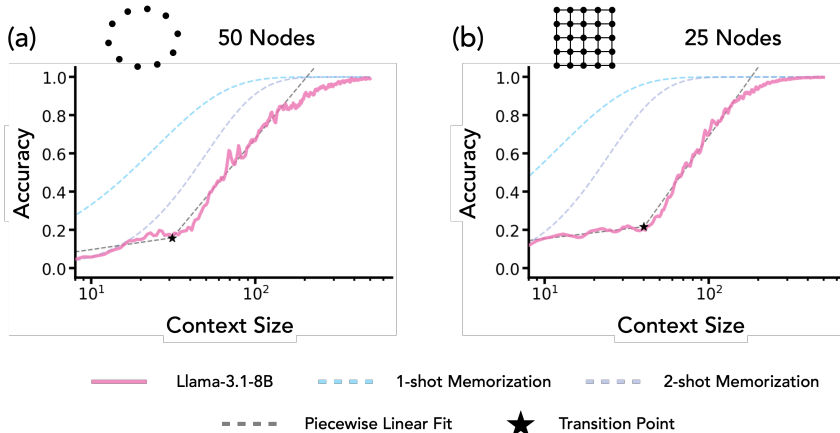 (a) 50 Nodes
1.0
0.8
0.6
0.4
0.2
0.0
Accuracy
10¹ 10²
Context Size
(b) 25 Nodes
1.0
0.8
0.6
0.4
0.2
0.0
Accuracy
10¹ 10²
Context Size
Llama-3.1-8B 1-shot Memorization 2-shot Memorization
Piecewise Linear Fit Transition Point